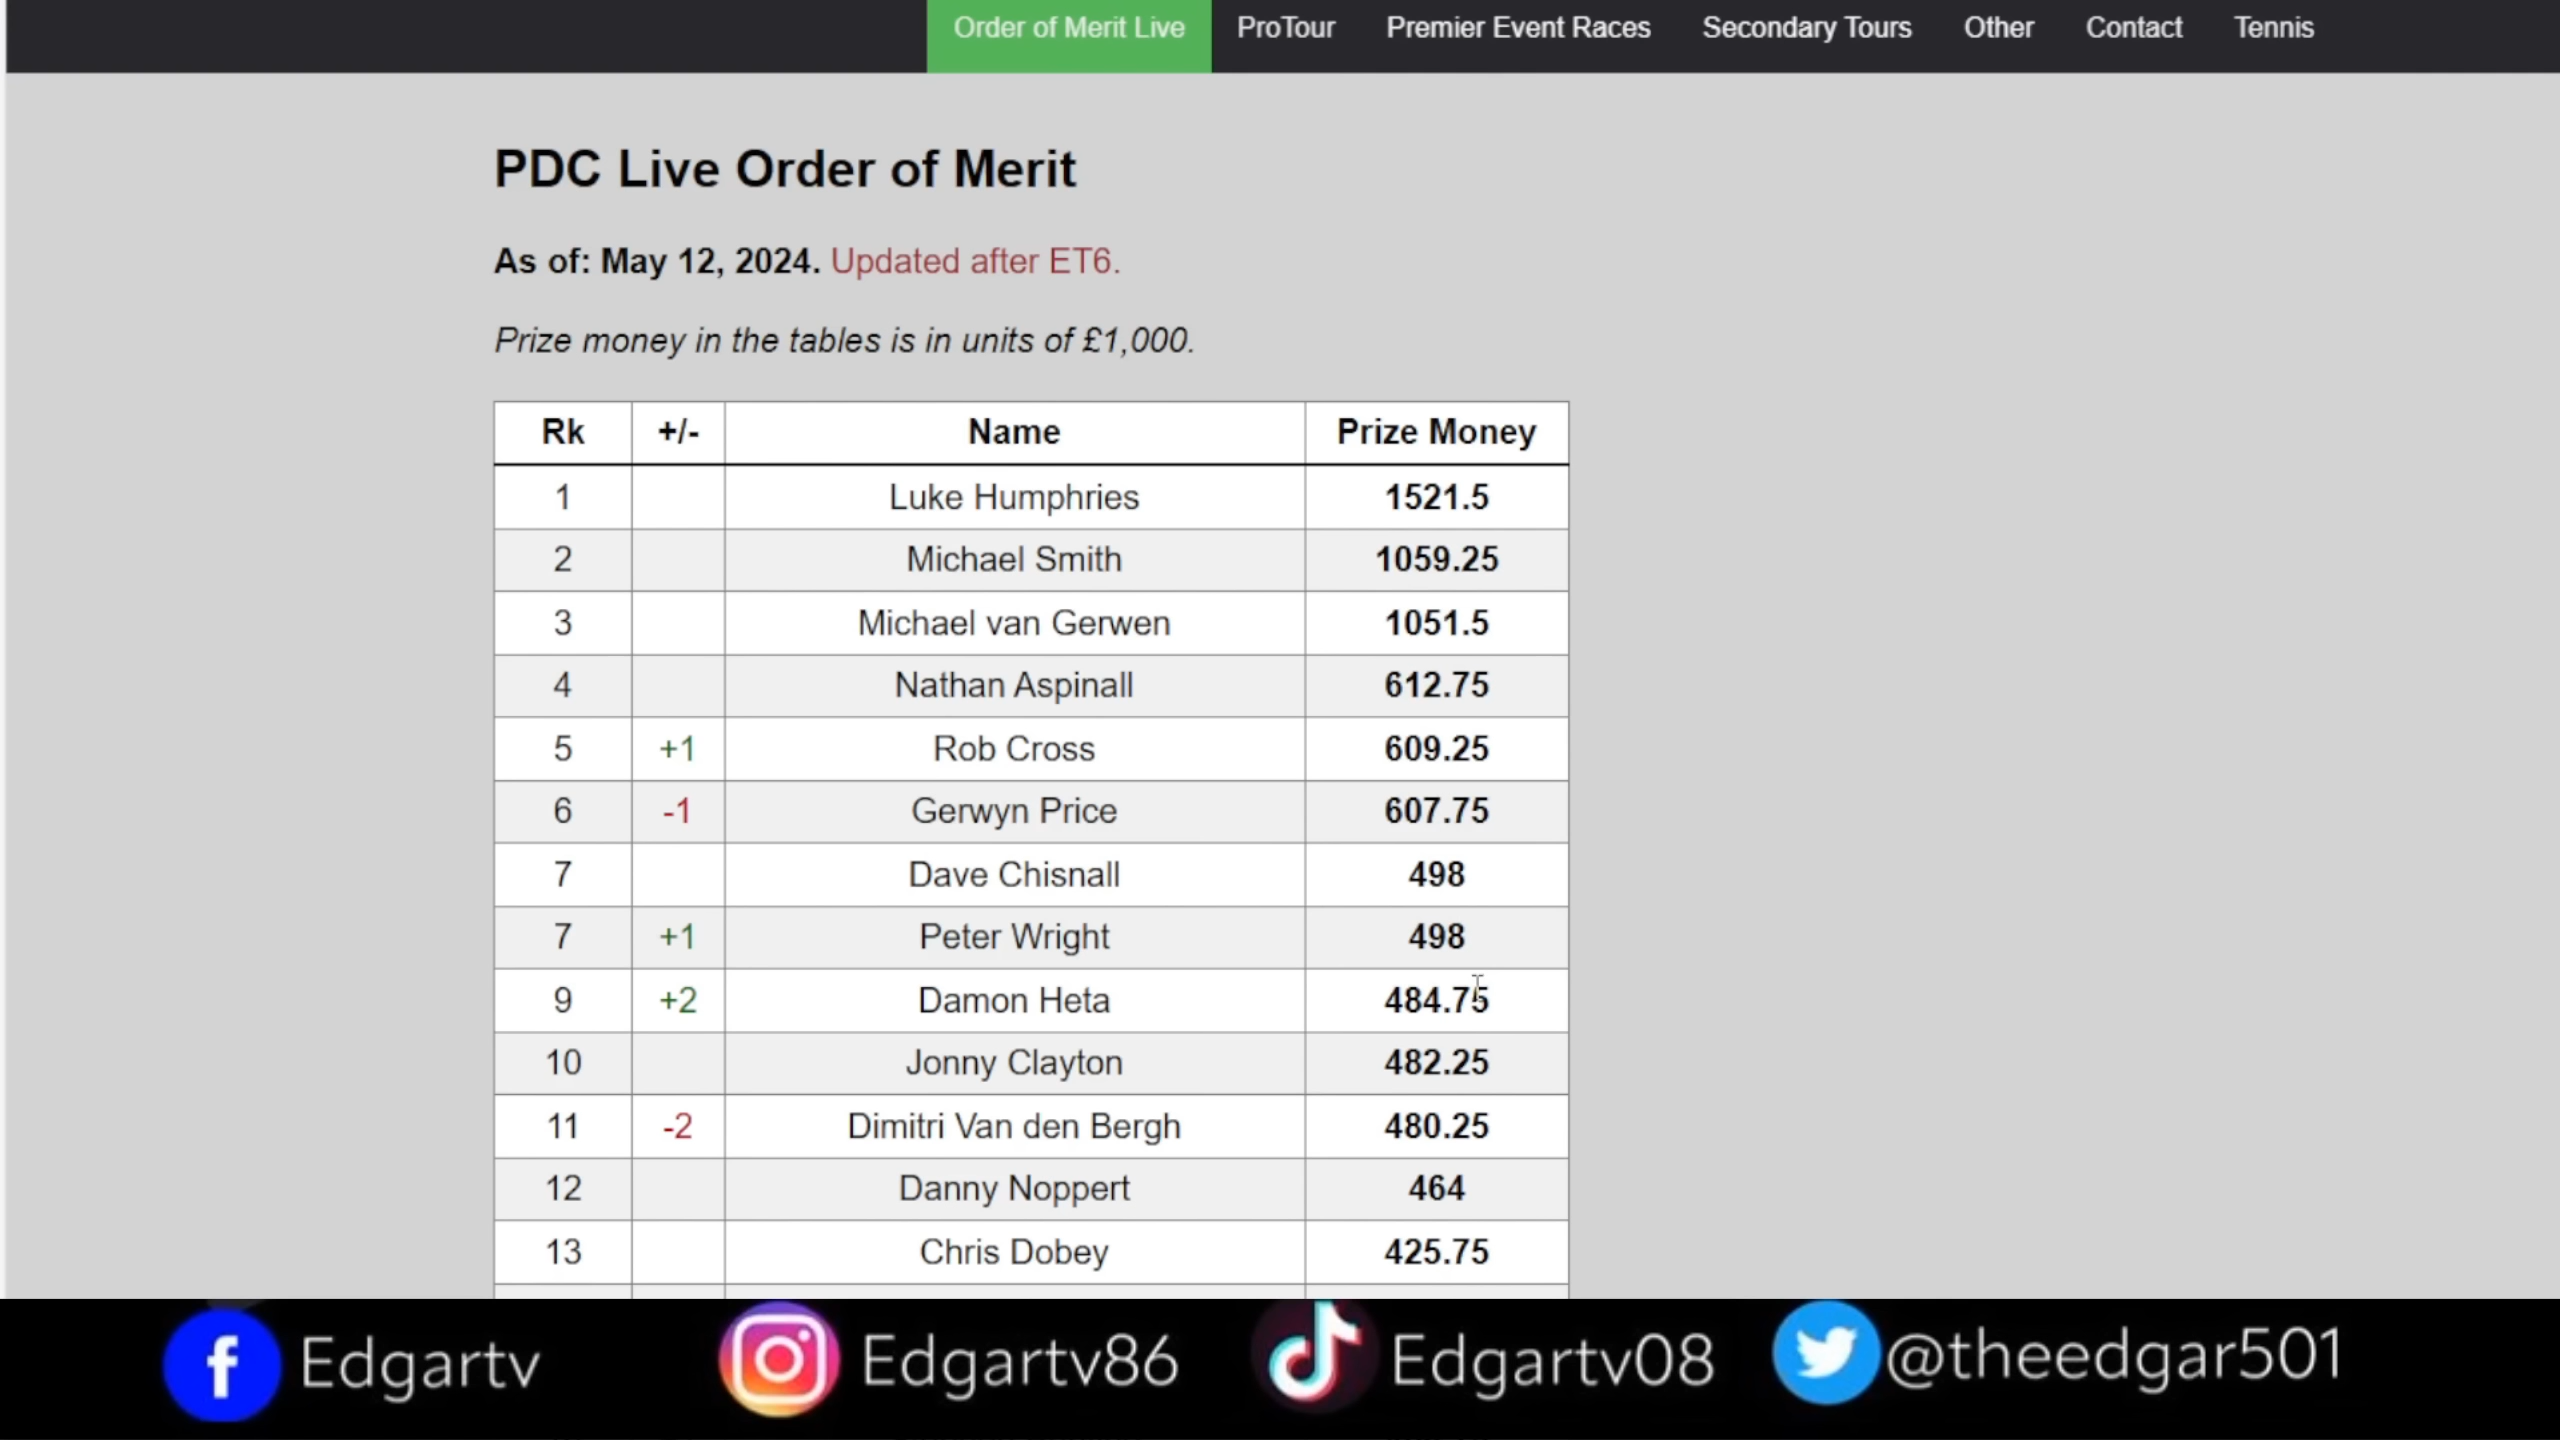 Order of Merit Live ProTour Premier Event Races Secondary Tours Other Contact Tennis
PDC Live Order of Merit
As of: May 12, 2024. Updated after ET6.
Prize money in the tables is in units of £1,000.
Rk +/- Name Prize Money
1 Luke Humphries 1521.5
2 Michael Smith 1059.25
3 Michael van Gerwen 1051.5
4 Nathan Aspinall 612.75
5 +1 Rob Cross 609.25
6 -1 Gerwyn Price 607.75
7 Dave Chisnall 498
7 +1 Peter Wright 498
9 +2 Damon Heta 484.75
10 Jonny Clayton 482.25
11 -2 Dimitri Van den Bergh 480.25
12 Danny Noppert 464
13 Chris Dobey 425.75
Edgartv Edgartv86 Edgartv08 @theedgar501